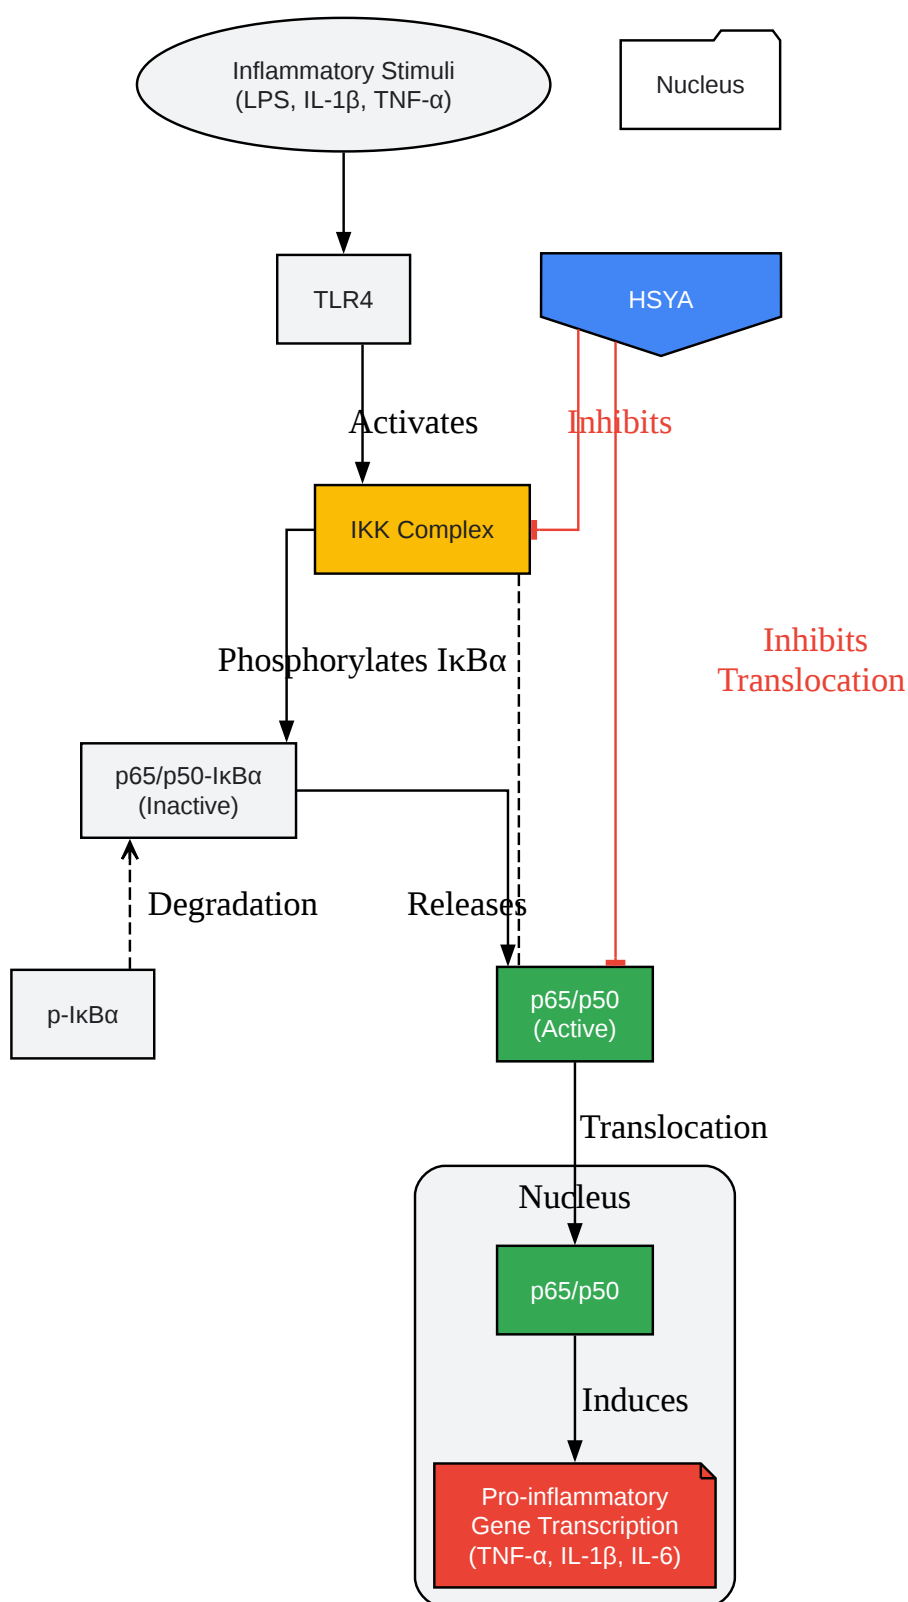 Inflammatory Stimuli
(LPS, IL-1β, TNF-α)
Nucleus
TLR4
HSYA
Activates
Inhibits
IKK Complex
Inhibits
Translocation
Phosphorylates IκBα
p65/p50-IκBα
(Inactive)
Degradation
Releases
p-IκBα
p65/p50
(Active)
Translocation
Nucleus
p65/p50
Induces
Pro-inflammatory
Gene Transcription
(TNF-α, IL-1β, IL-6)